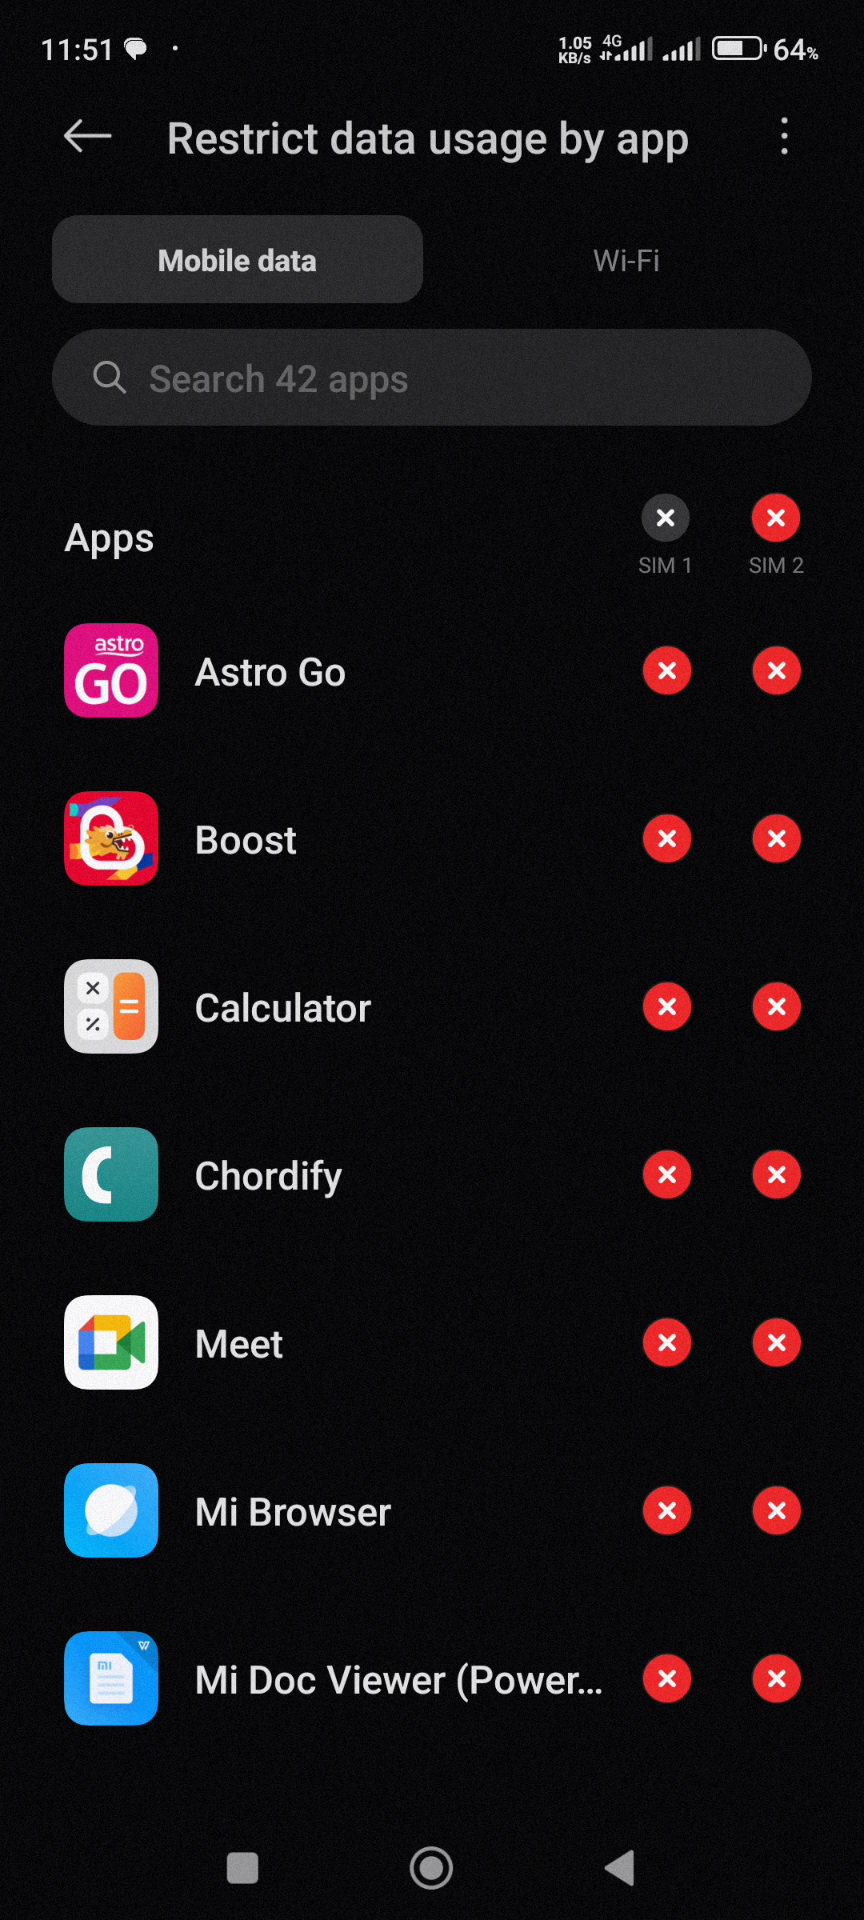 11:51
1.05
KB/s
4G
64%
Restrict data usage by app
Mobile data
Wi-Fi
Search 42 apps
Apps
SIM 1
SIM 2
astro
GO
Astro Go
Boost
Calculator
Chordify
Meet
Mi Browser
W
MI
Mi Doc Viewer (Power...